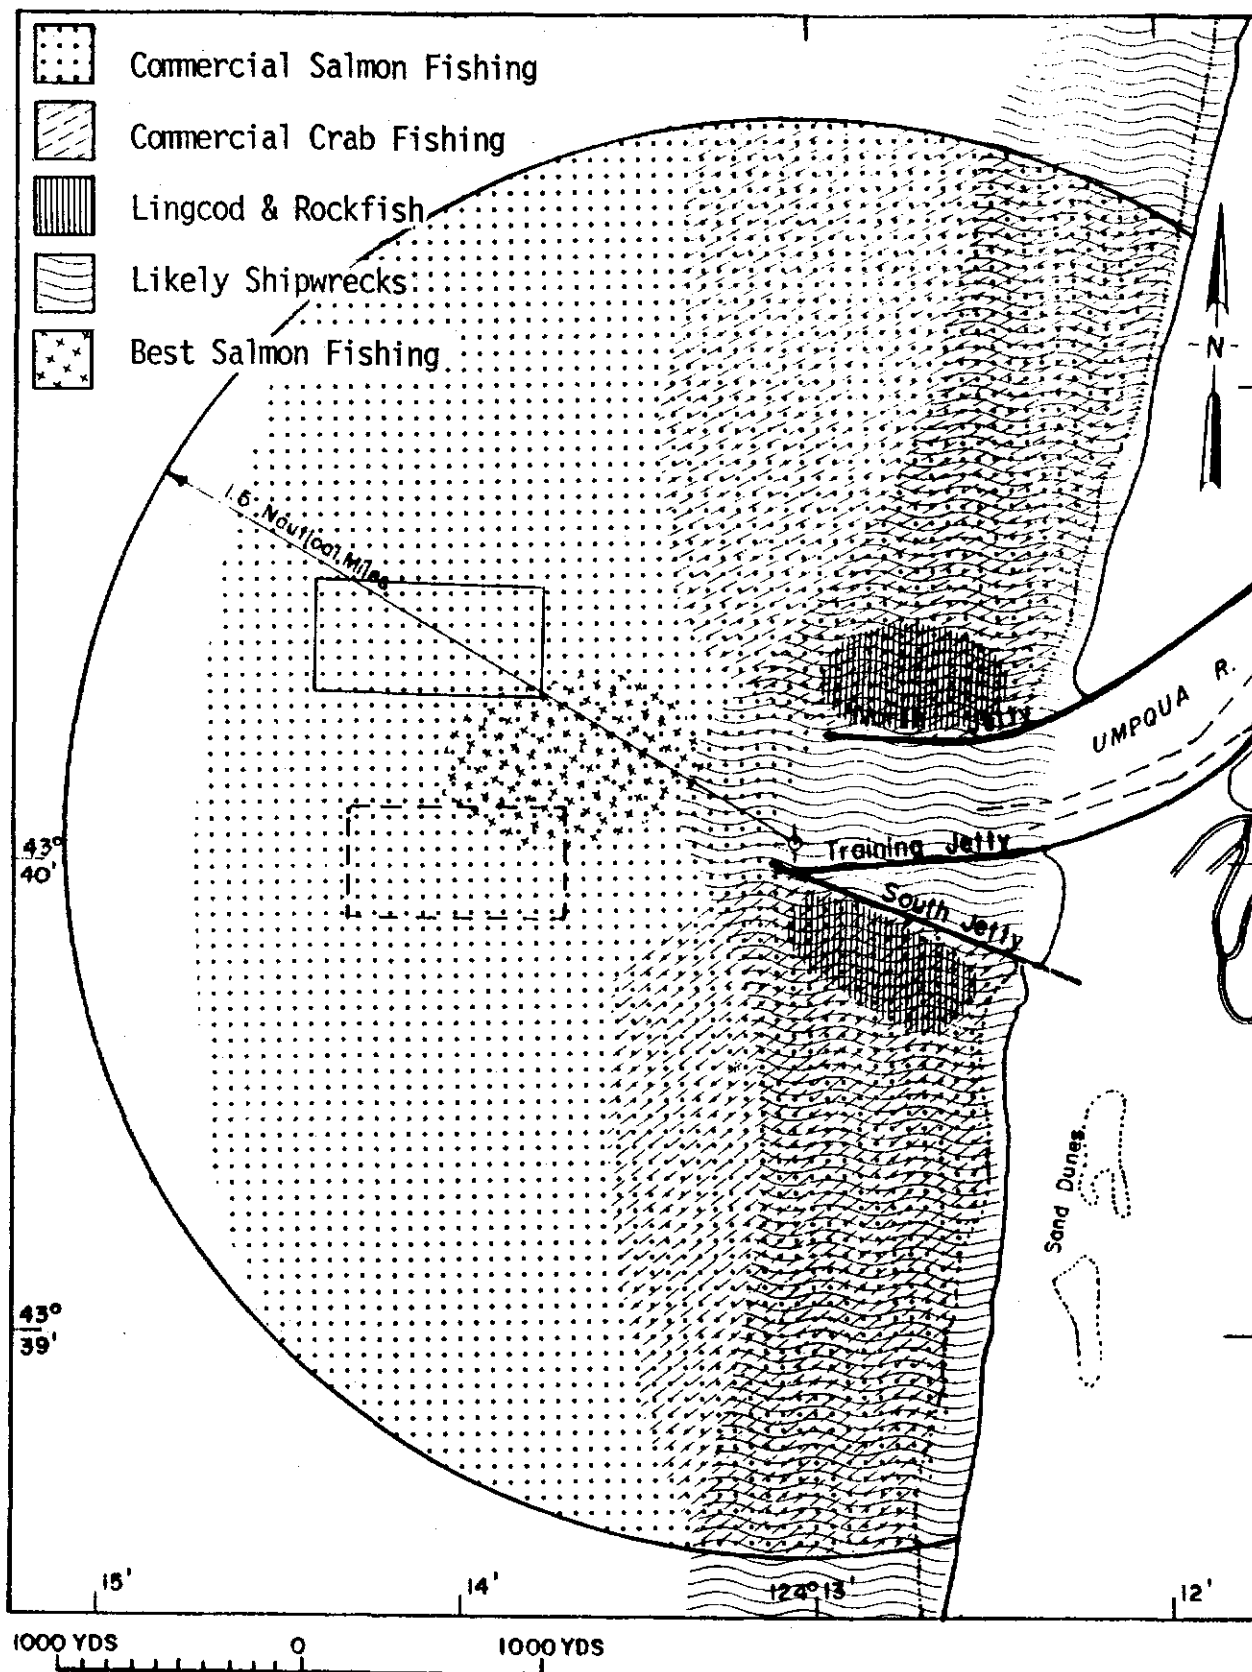 Commercial Salmon Fishing
Commercial Crab Fishing
Lingcod & Rockfish
Likely Shipwrecks
Best Salmon Fishing
N
1.5 Nautical Miles
North Jetty
UMPQUA R.
Training Jetty
South Jetty
43°
40'
Sand Dunes
43°
39'
15'
14'
124° 13'
12'
1000 YDS
0
1000 YDS